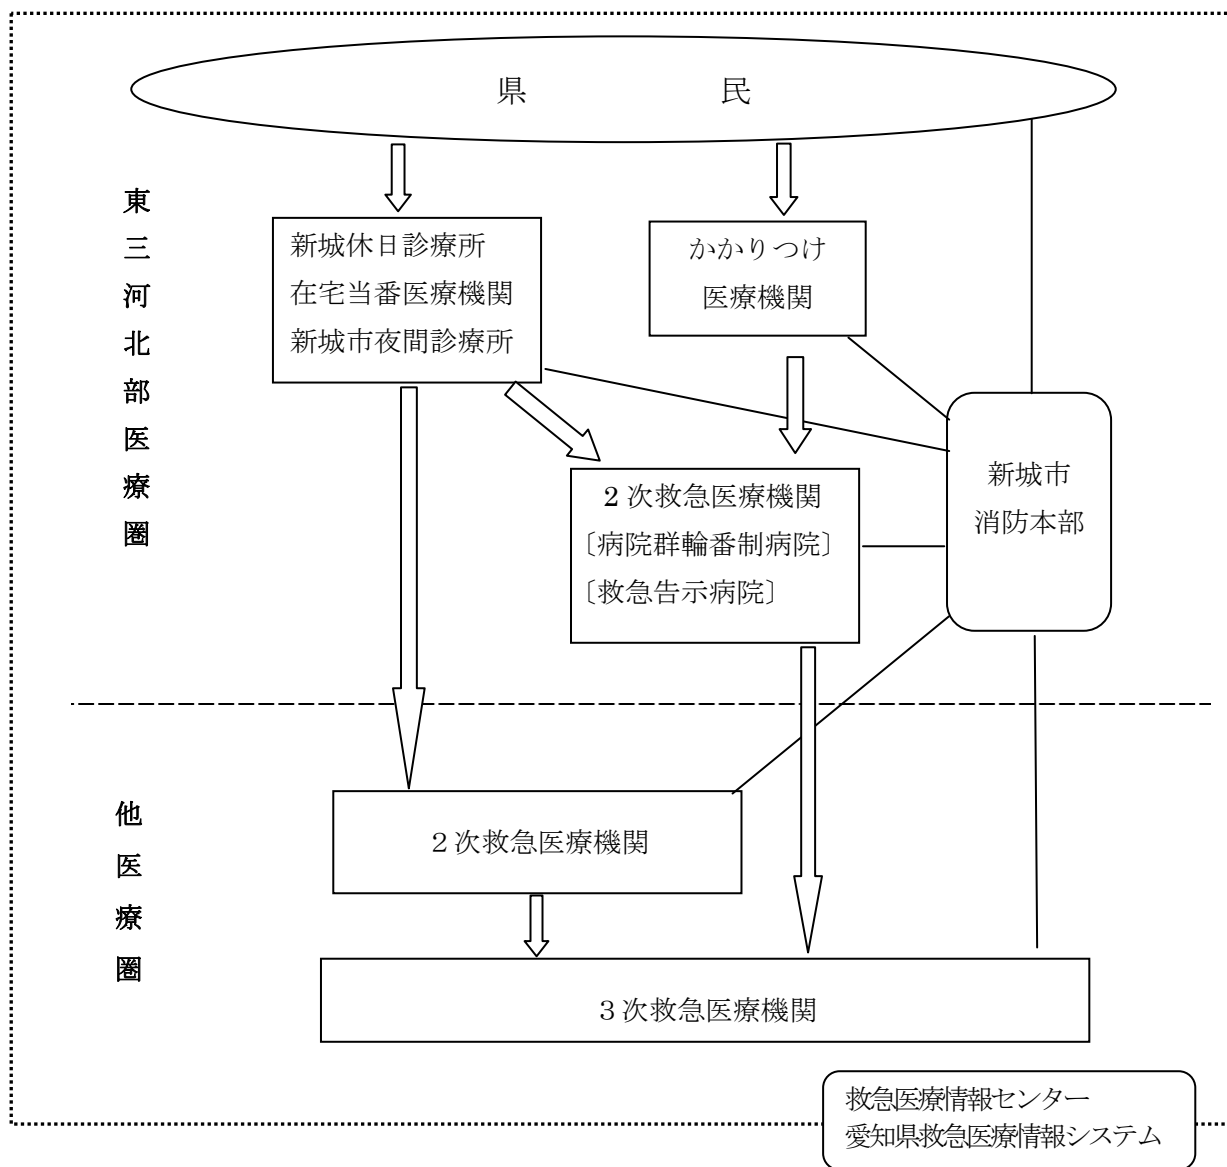 県　　　民
東三河北部医療圏
新城休日診療所
在宅当番医療機関
新城市夜間診療所
かかりつけ
医療機関
新城市
消防本部
２次救急医療機関
〔病院群輪番制病院〕
〔救急告示病院〕
他医療圏
２次救急医療機関
３次救急医療機関
救急医療情報センター
愛知県救急医療情報システム